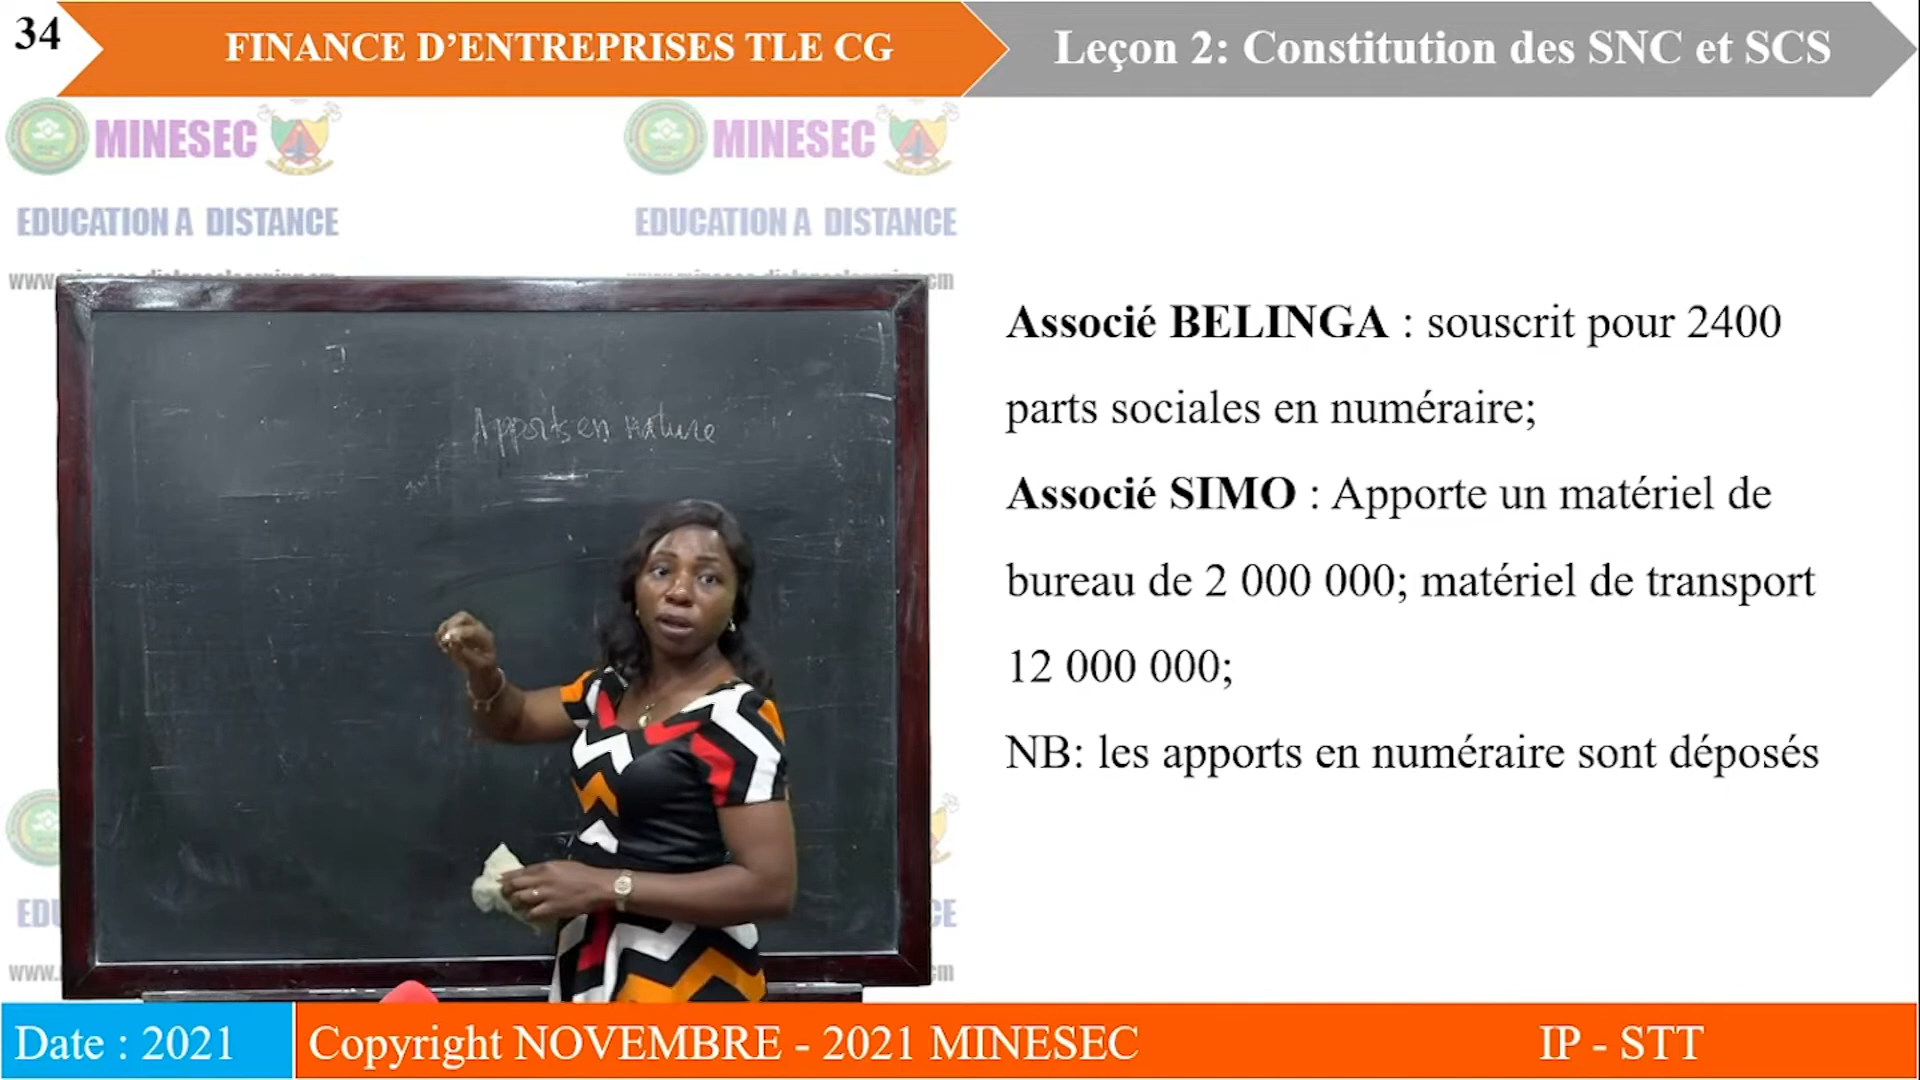 34
FINANCE D’ENTREPRISES TLE CG
Leçon 2: Constitution des SNC et SCS
MINESEC
MINESEC
EDUCATION A DISTANCE
EDUCATION A DISTANCE
Apports en nature
Associé BELINGA : souscrit pour 2400
parts sociales en numéraire;
Associé SIMO : Apporte un matériel de
bureau de 2 000 000; matériel de transport
12 000 000;
NB: les apports en numéraire sont déposés
Date : 2021
Copyright NOVEMBRE - 2021 MINESEC
IP - STT